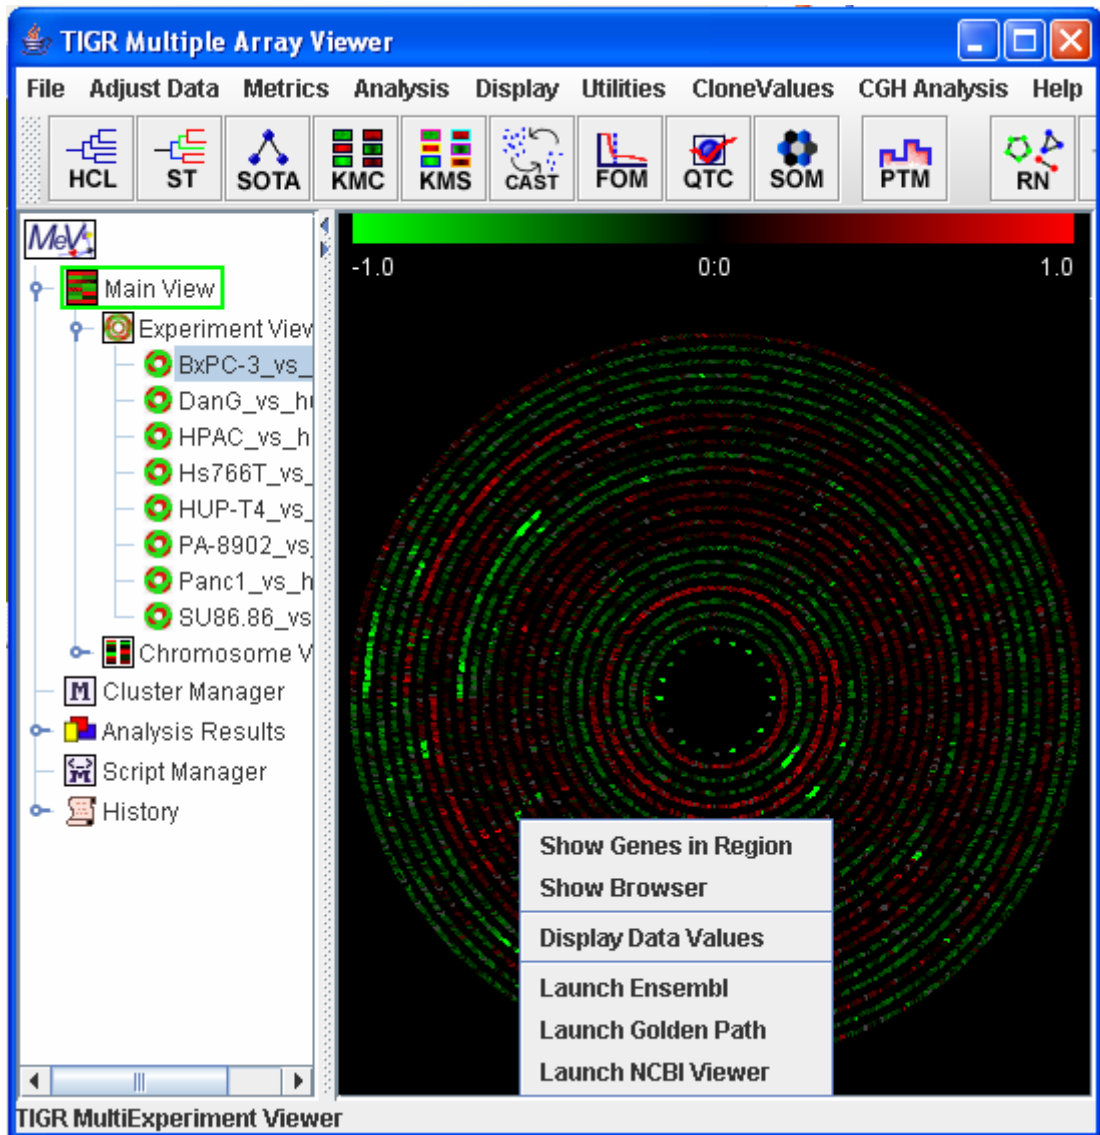 TIGR Multiple Array Viewer
File Adjust Data Metrics Analysis Display Utilities CloneValues CGH Analysis Help
HCL ST SOTA KMC KMS CAST FOM QTC SOM PTM RN
MeV
-1.0 0:0 1.0
Main View
Experiment View
BxPC-3_vs_
DanG_vs_h
HPAC_vs_h
Hs766T_vs_
HUP-T4_vs_
PA-8902_vs_
Panc1_vs_h
SU86.86_vs
Chromosome V
Cluster Manager
Analysis Results
Script Manager
History
Show Genes in Region
Show Browser
Display Data Values
Launch Ensembl
Launch Golden Path
Launch NCBI Viewer
TIGR MultiExperiment Viewer